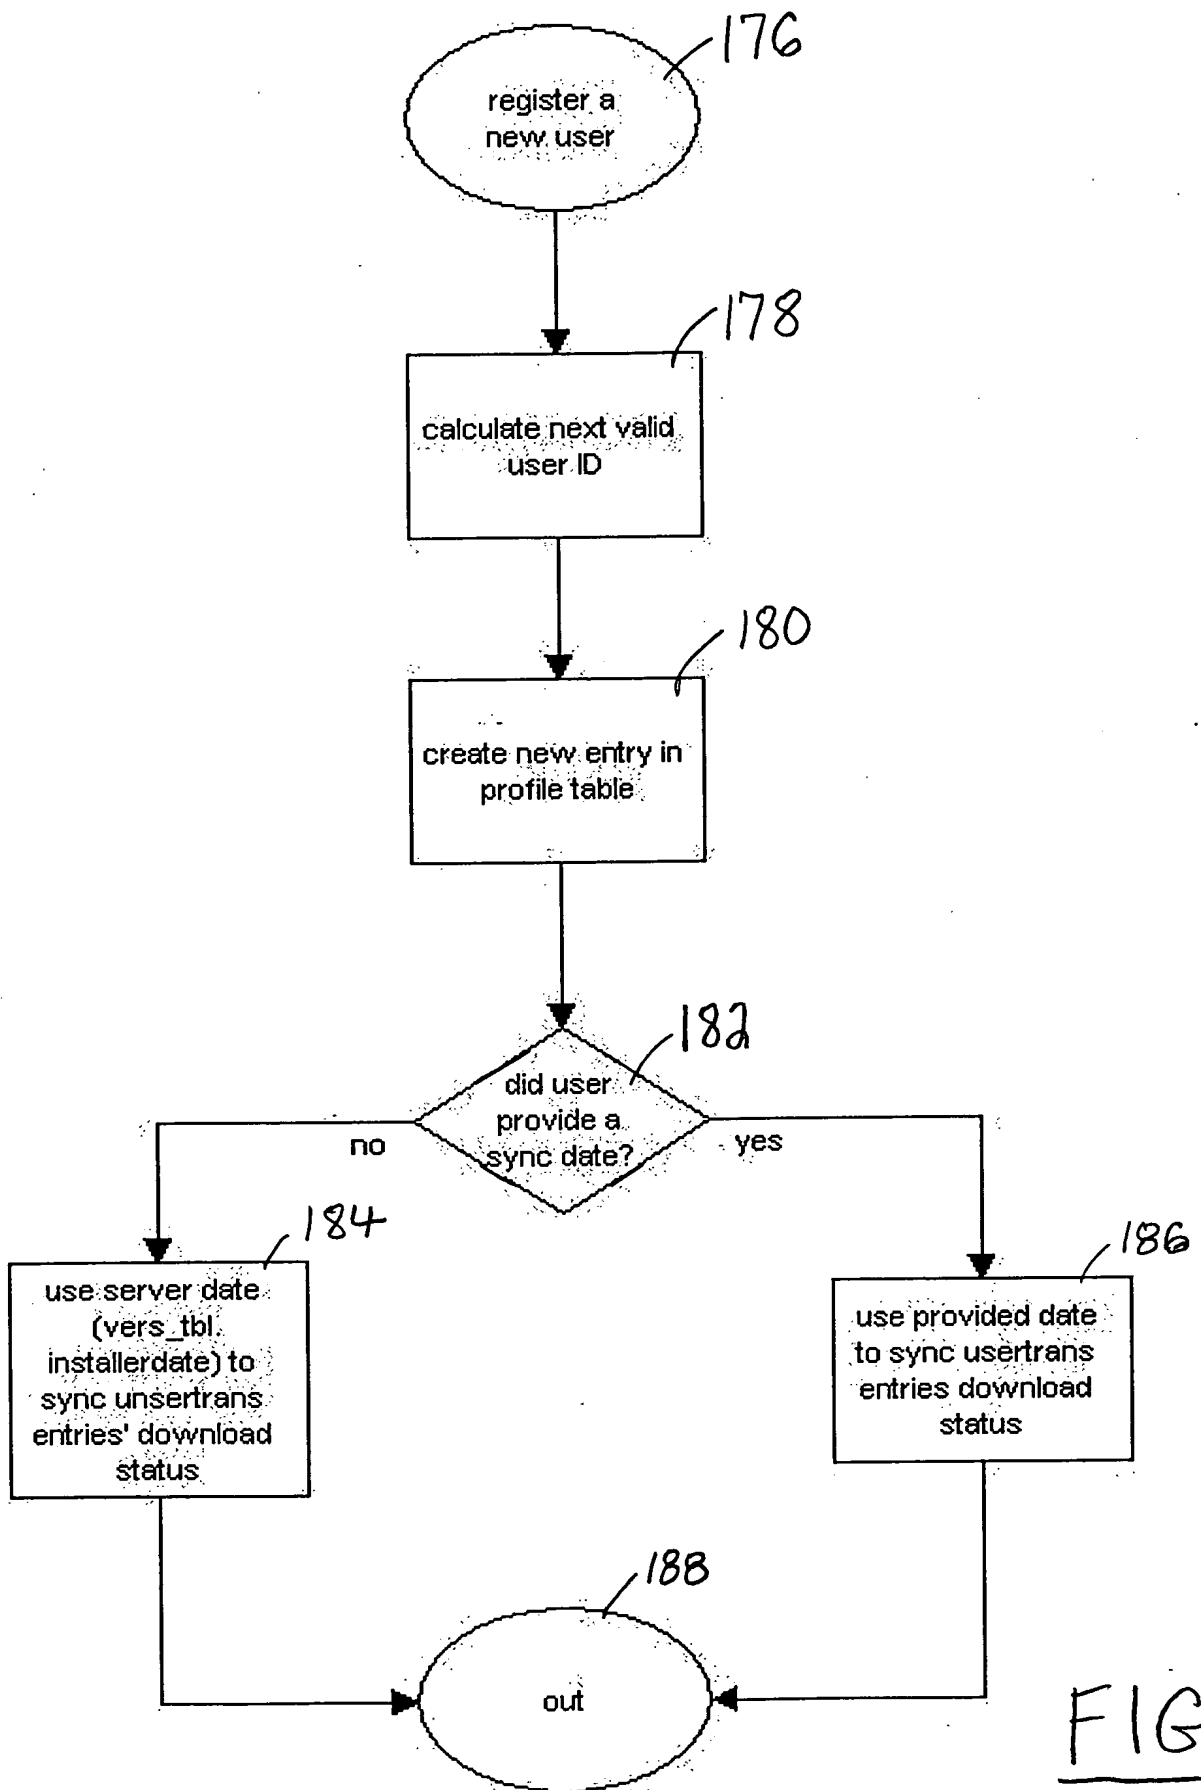 176
register a
new user
178
calculate next valid
user ID
180
create new entry in
profile table
182
did user
provide a
sync date?
no
yes
184
use server date
(vers_tbl.
installerdate) to
sync unsertrans
entries' download
status
186
use provided date
to sync usertrans
entries download
status
188
out
FIG